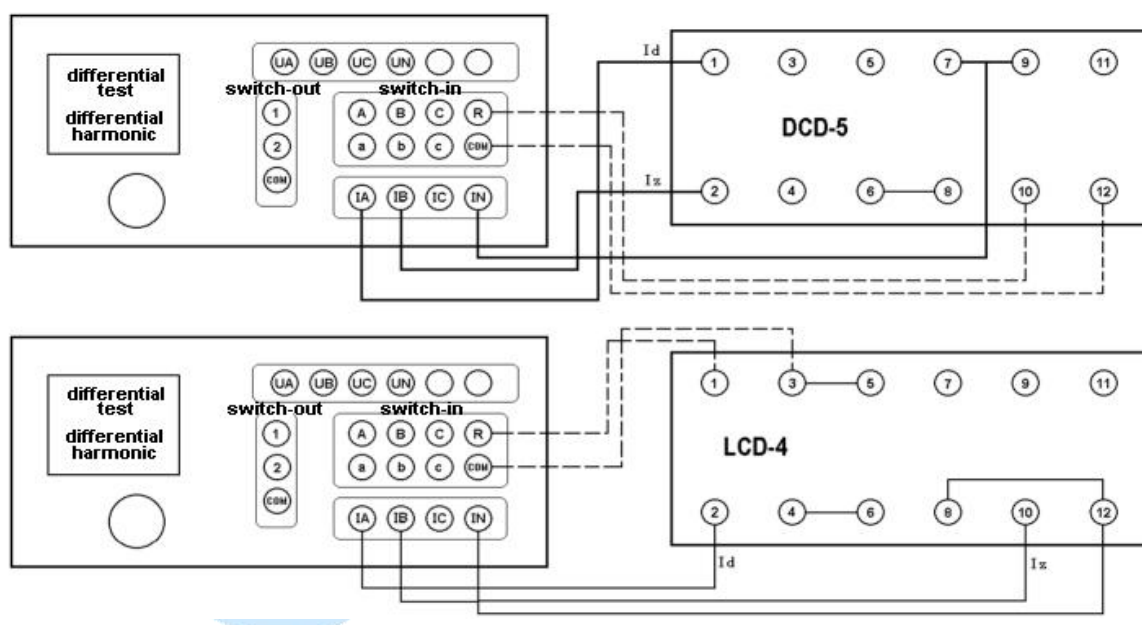 UA UB UC UN
differential
test
differential
harmonic
switch-out switch-in
1 A B C R
2 a b c COM
COM
IA IB IC IN
Id
1 3 5 7 9 11
DCD-5
Iz
2 4 6 8 10 12
UA UB UC UN
differential
test
differential
harmonic
switch-out switch-in
1 A B C R
2 a b c COM
COM
IA IB IC IN
1 3 5 7 9 11
LCD-4
2 4 6 8 10 12
Id Iz